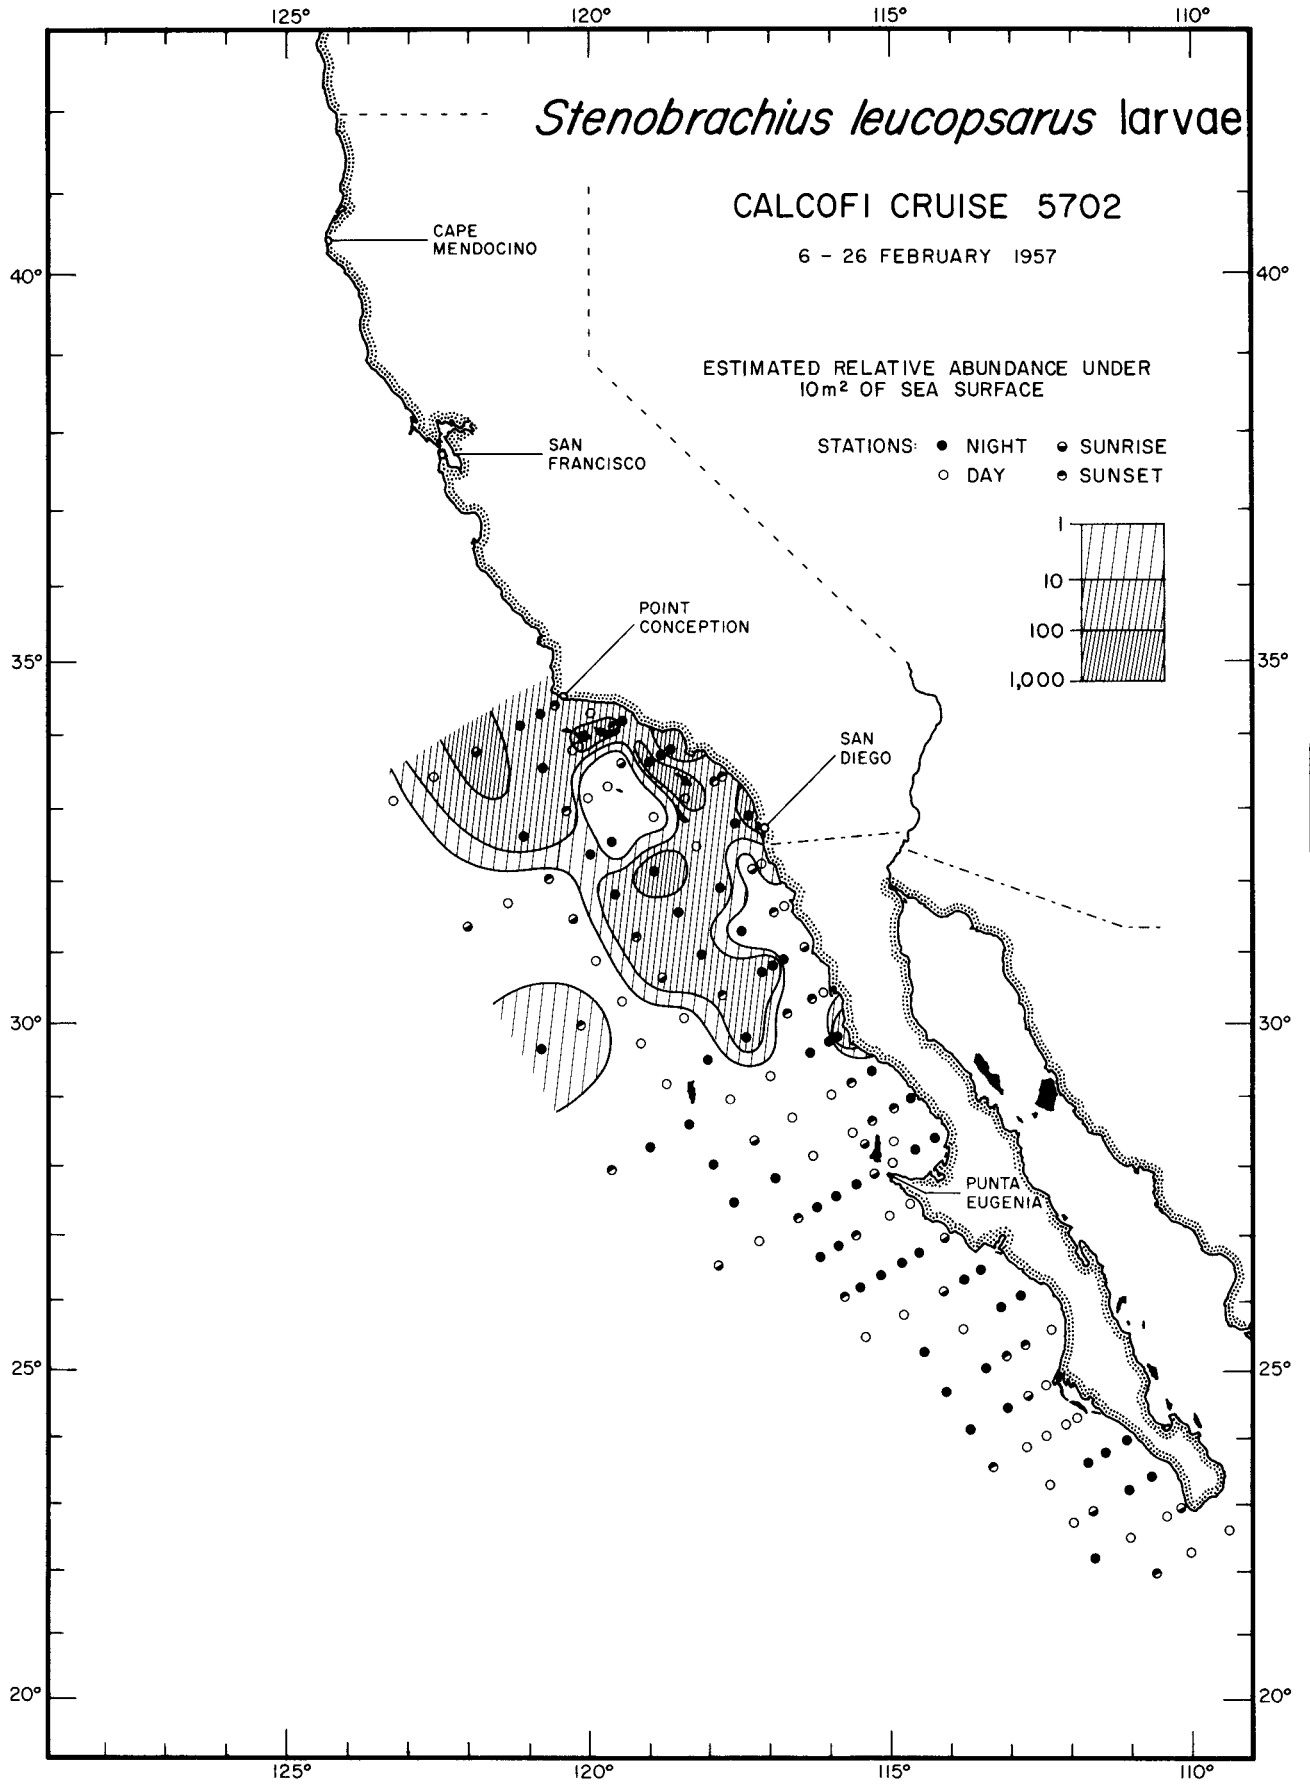 125° 120° 115° 110°
Stenobrachius leucopsarus larvae
CALCOFI CRUISE 5702
6 – 26 FEBRUARY 1957
CAPE
MENDOCINO
40° 40°
ESTIMATED RELATIVE ABUNDANCE UNDER
10m² OF SEA SURFACE
STATIONS: NIGHT SUNRISE
DAY SUNSET
SAN
FRANCISCO
1
10
100
1,000
POINT
CONCEPTION
35° 35°
SAN
DIEGO
30° 30°
PUNTA
EUGENIA
25° 25°
20° 20°
125° 120° 115° 110°